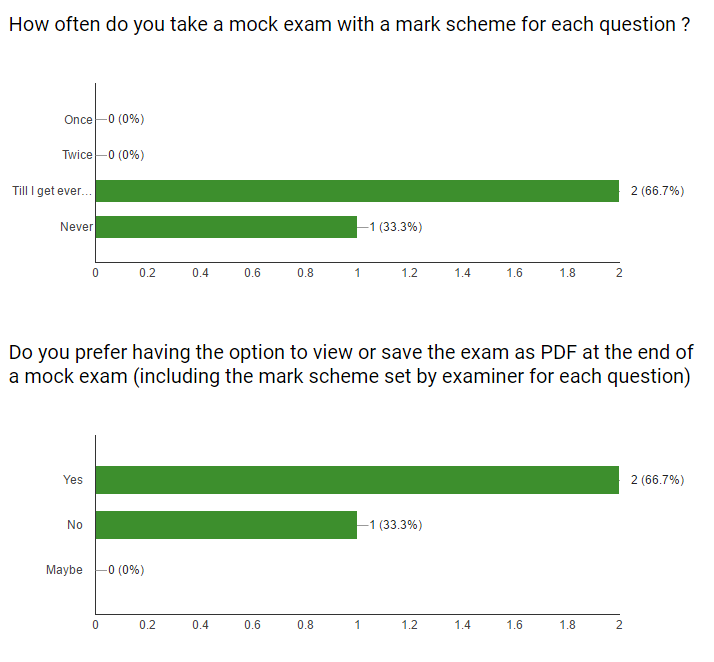 How often do you take a mock exam with a mark scheme for each question ?
Once 0 (0%)
Twice 0 (0%)
Till I get ever... 2 (66.7%)
Never 1 (33.3%)
0 0.2 0.4 0.6 0.8 1 1.2 1.4 1.6 1.8 2
Do you prefer having the option to view or save the exam as PDF at the end of
a mock exam (including the mark scheme set by examiner for each question)
Yes 2 (66.7%)
No 1 (33.3%)
Maybe 0 (0%)
0 0.2 0.4 0.6 0.8 1 1.2 1.4 1.6 1.8 2